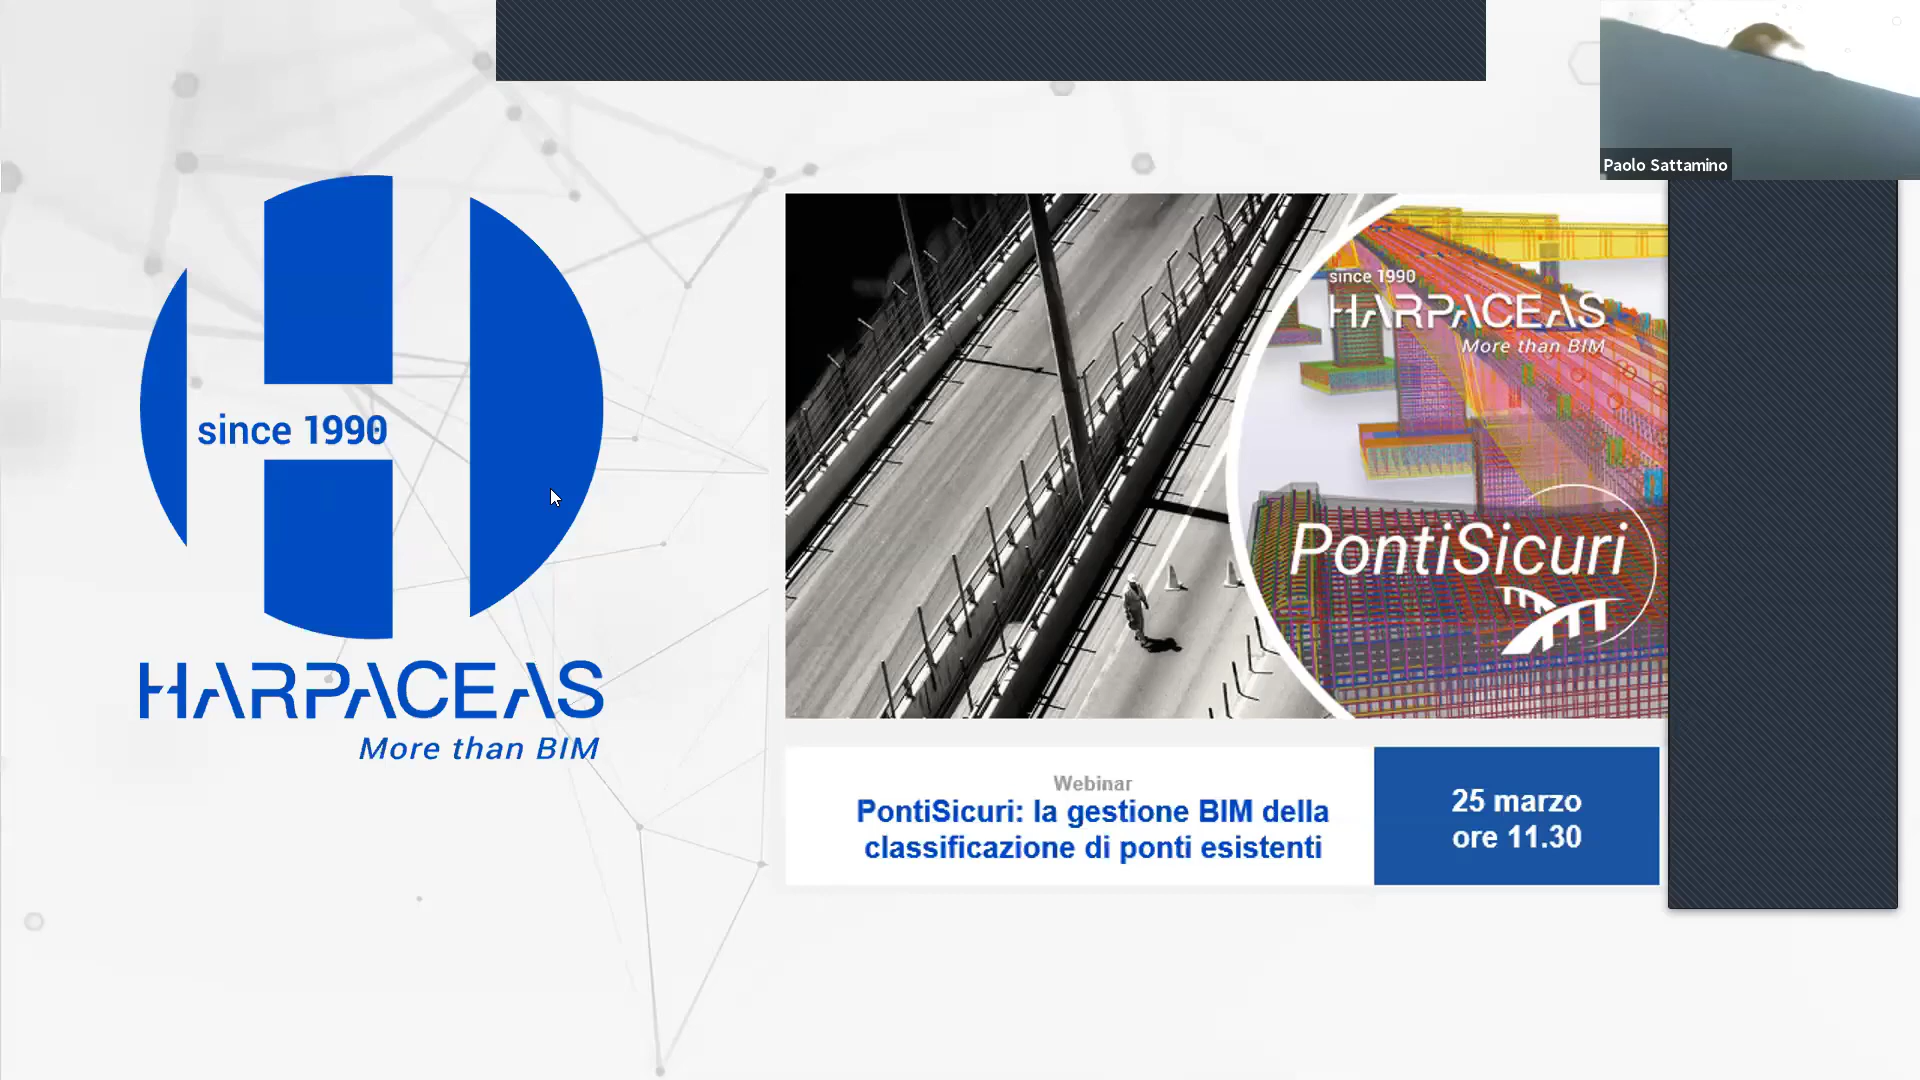 Paolo Sattamino
since 1990
HARPACEAS
More than BIM
since 1990
HARPACEAS
More than BIM
PontiSicuri
Webinar
PontiSicuri: la gestione BIM della
classificazione di ponti esistenti
25 marzo
ore 11.30